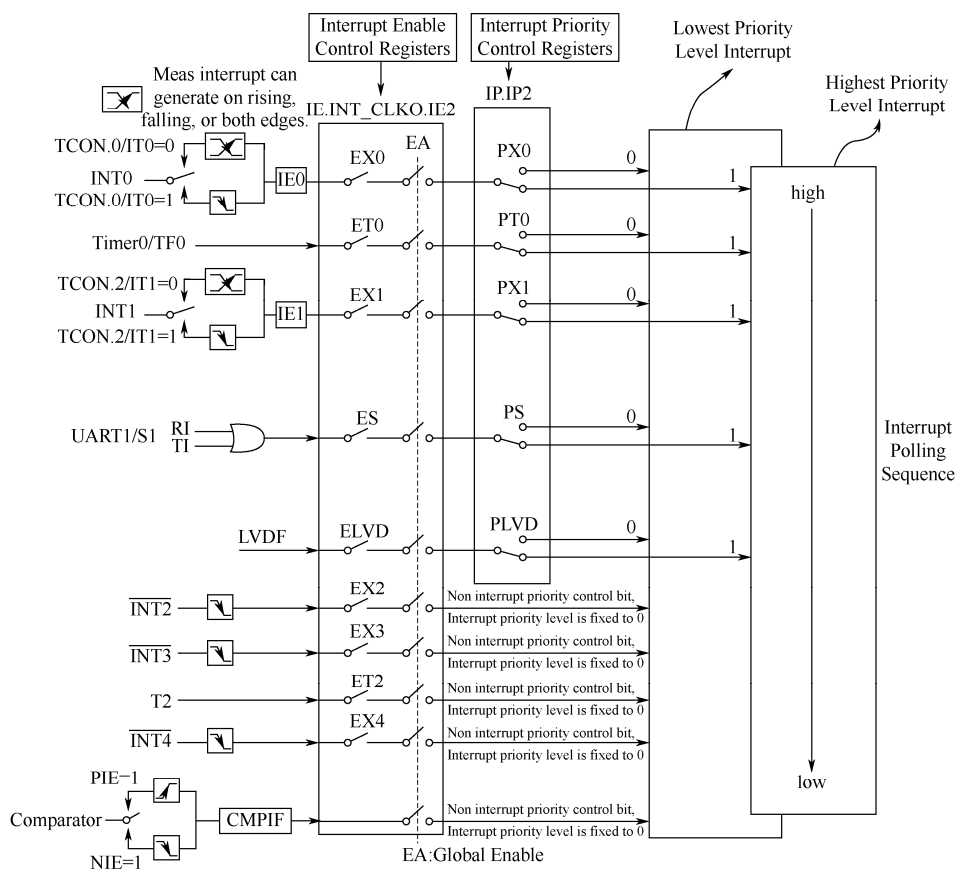 Interrupt Enable
Control Registers
Interrupt Priority
Control Registers
Lowest Priority
Level Interrupt
Highest Priority
Level Interrupt
Meas interrupt can
generate on rising,
falling, or both edges.
IE.INT_CLKO.IE2
IP.IP2
TCON.0/IT0=0
INT0
TCON.0/IT0=1
IE0
EX0
EA
PX0
0
1
high
Timer0/TF0
ET0
PT0
0
1
TCON.2/IT1=0
INT1
TCON.2/IT1=1
IE1
EX1
PX1
0
1
UART1/S1
RI
TI
ES
PS
0
1
Interrupt
Polling
Sequence
LVDF
ELVD
PLVD
0
1
INT2
EX2
Non interrupt priority control bit,
Interrupt priority level is fixed to 0
INT3
EX3
Non interrupt priority control bit,
Interrupt priority level is fixed to 0
T2
ET2
Non interrupt priority control bit,
Interrupt priority level is fixed to 0
INT4
EX4
Non interrupt priority control bit,
Interrupt priority level is fixed to 0
low
PIE−1
Comparator
NIE=1
CMPIF
Non interrupt priority control bit,
Interrupt priority level is fixed to 0
EA:Global Enable